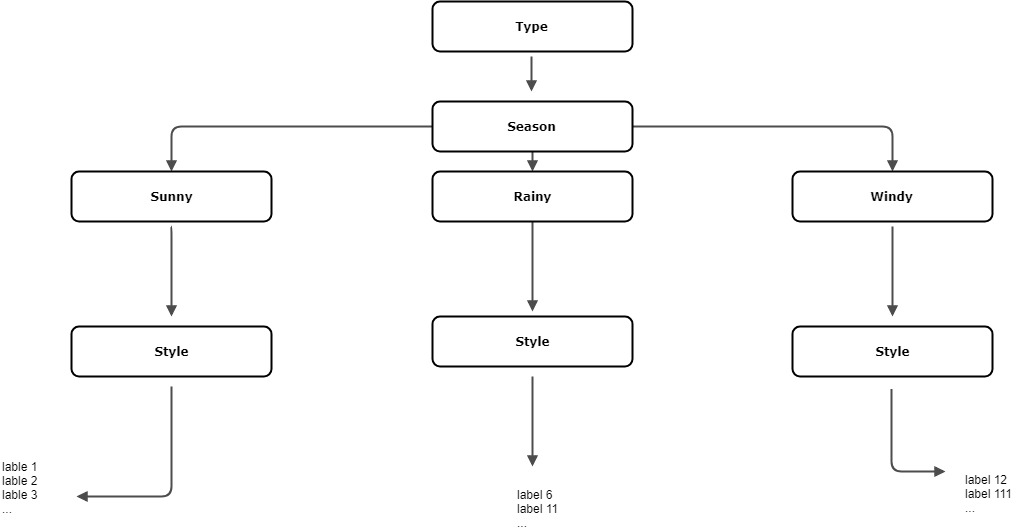 Type
Season
Sunny
Rainy
Windy
Style
Style
Style
lable 1
lable 2
lable 3
...
label 6
label 11
...
label 12
label 111
...